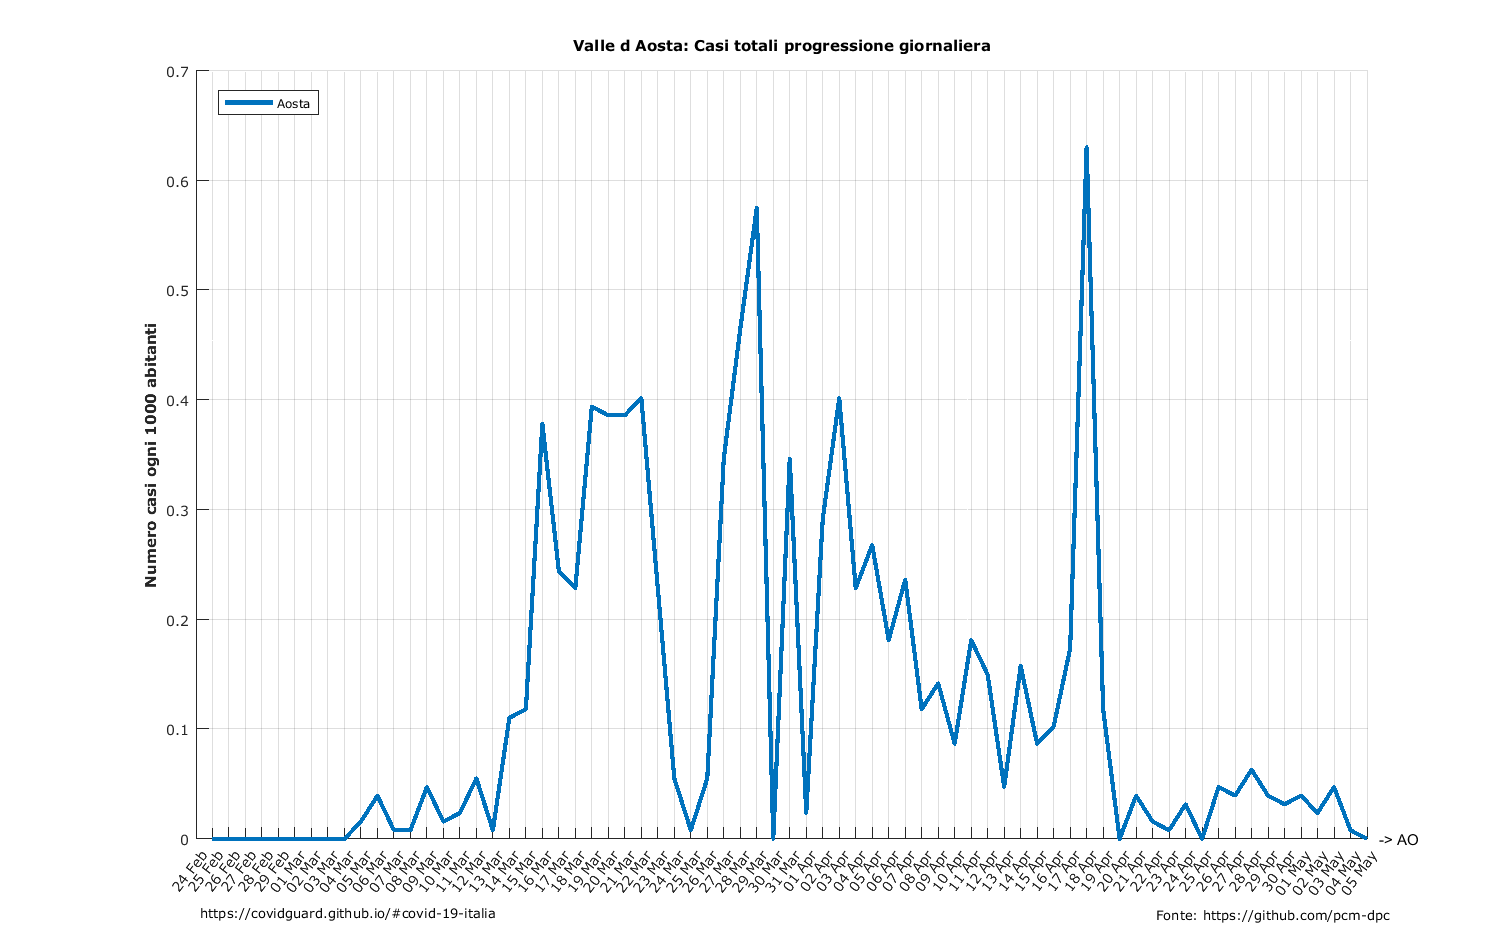 Valle d Aosta: Casi totali progressione giornaliera
Aosta
Numero casi ogni 1000 abitanti
0.7
0.6
0.5
0.4
0.3
0.2
0.1
0
24 Feb
25 Feb
26 Feb
27 Feb
28 Feb
29 Feb
01 Mar
02 Mar
03 Mar
04 Mar
05 Mar
06 Mar
07 Mar
08 Mar
09 Mar
10 Mar
11 Mar
12 Mar
13 Mar
14 Mar
15 Mar
16 Mar
17 Mar
18 Mar
19 Mar
20 Mar
21 Mar
22 Mar
23 Mar
24 Mar
25 Mar
26 Mar
27 Mar
28 Mar
29 Mar
30 Mar
31 Mar
01 Apr
02 Apr
03 Apr
04 Apr
05 Apr
06 Apr
07 Apr
08 Apr
09 Apr
10 Apr
11 Apr
12 Apr
13 Apr
14 Apr
15 Apr
16 Apr
17 Apr
18 Apr
19 Apr
20 Apr
21 Apr
22 Apr
23 Apr
24 Apr
25 Apr
26 Apr
27 Apr
28 Apr
29 Apr
30 Apr
01 May
02 May
03 May
04 May
05 May
-> AO
https://covidguard.github.io/#covid-19-italia
Fonte: https://github.com/pcm-dpc